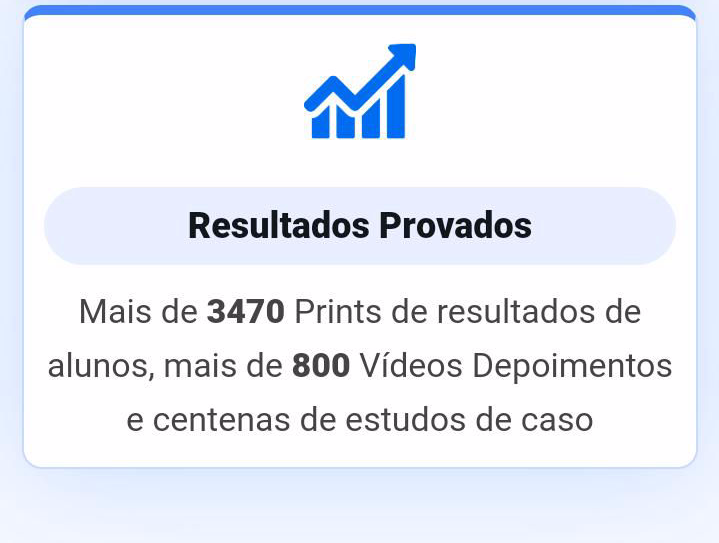 Resultados Provados
Mais de 3470 Prints de resultados de
alunos, mais de 800 Vídeos Depoimentos
e centenas de estudos de caso